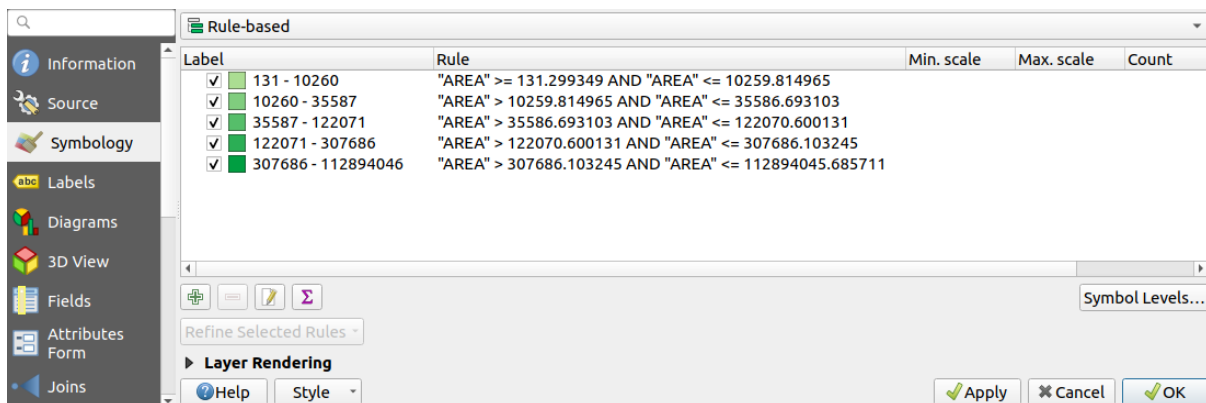 Rule-based
Information
Source
Symbology
abc Labels
Diagrams
3D View
Fields
Attributes
Form
Joins
Label Rule Min. scale Max. scale Count
131 - 10260 "AREA" >= 131.299349 AND "AREA" <= 10259.814965
10260 - 35587 "AREA" > 10259.814965 AND "AREA" <= 35586.693103
35587 - 122071 "AREA" > 35586.693103 AND "AREA" <= 122070.600131
122071 - 307686 "AREA" > 122070.600131 AND "AREA" <= 307686.103245
307686 - 112894046 "AREA" > 307686.103245 AND "AREA" <= 112894045.685711
Σ
Symbol Levels...
Refine Selected Rules
Layer Rendering
Help Style Apply Cancel OK